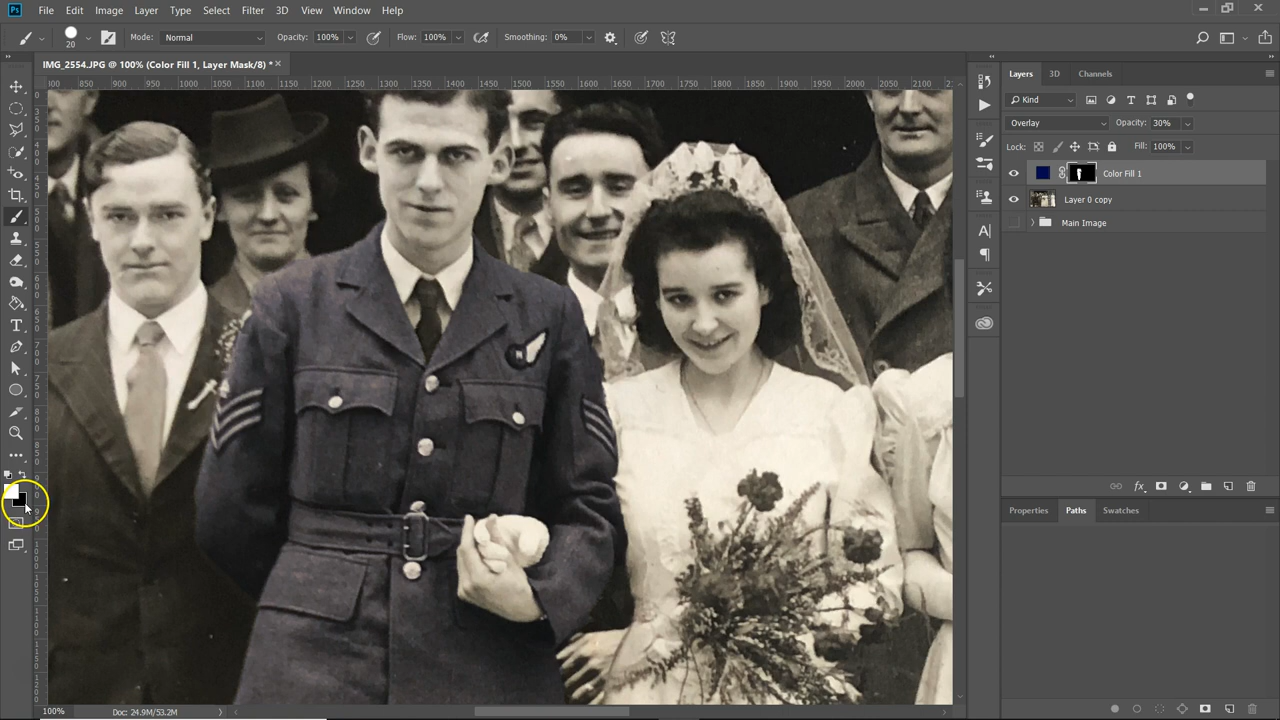 Ps File Edit Image Layer Type Select Filter 3D View Window Help
20 Mode: Normal Opacity: 100% Flow: 100% Smoothing: 0%
IMG_2554.JPG @ 100% (Color Fill 1, Layer Mask/8) * ×
800 850 900 950 1000 1050 1100 1150 1200 1250 1300 1350 1400 1450 1500 1550 1600 1650 1700 1750 1800 1850 1900 1950 2000 2050 2100
Layers 3D Channels
Kind
Overlay Opacity: 30%
Lock: Fill: 100%
Color Fill 1
Layer 0 copy
Main Image
Properties Paths Swatches
100% Doc: 24.9M/53.2M